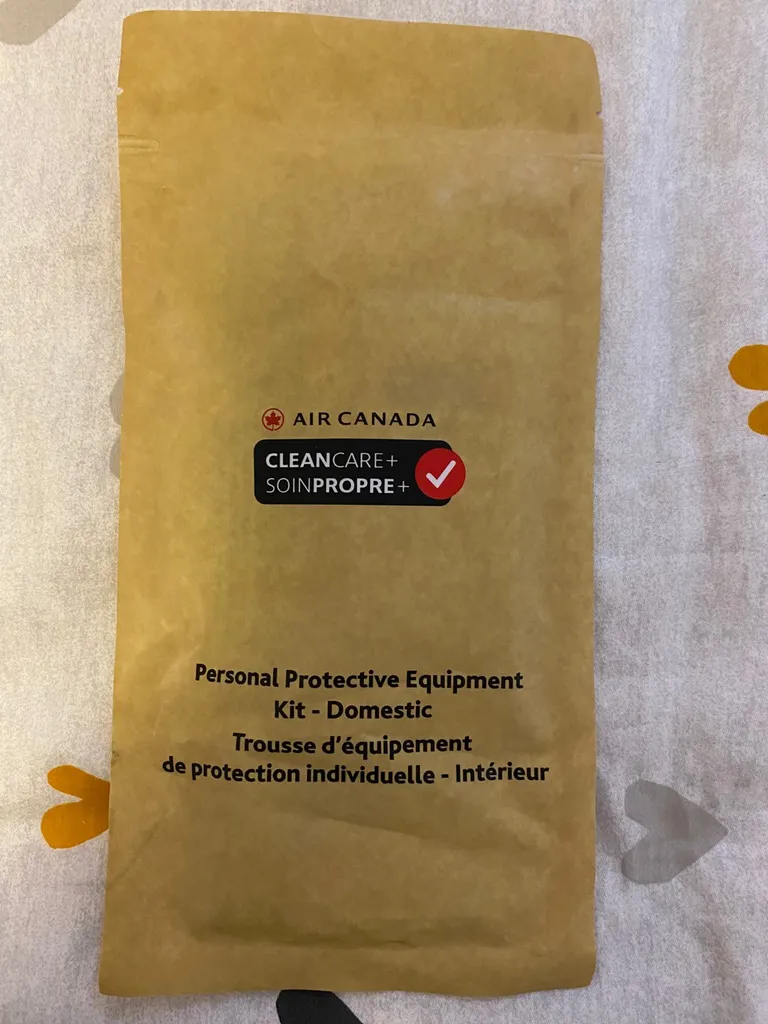 AIR CANADA
CLEANCARE+
SOINPROPRE+
Personal Protective Equipment
Kit - Domestic
Trousse d'équipement
de protection individuelle - Intérieur